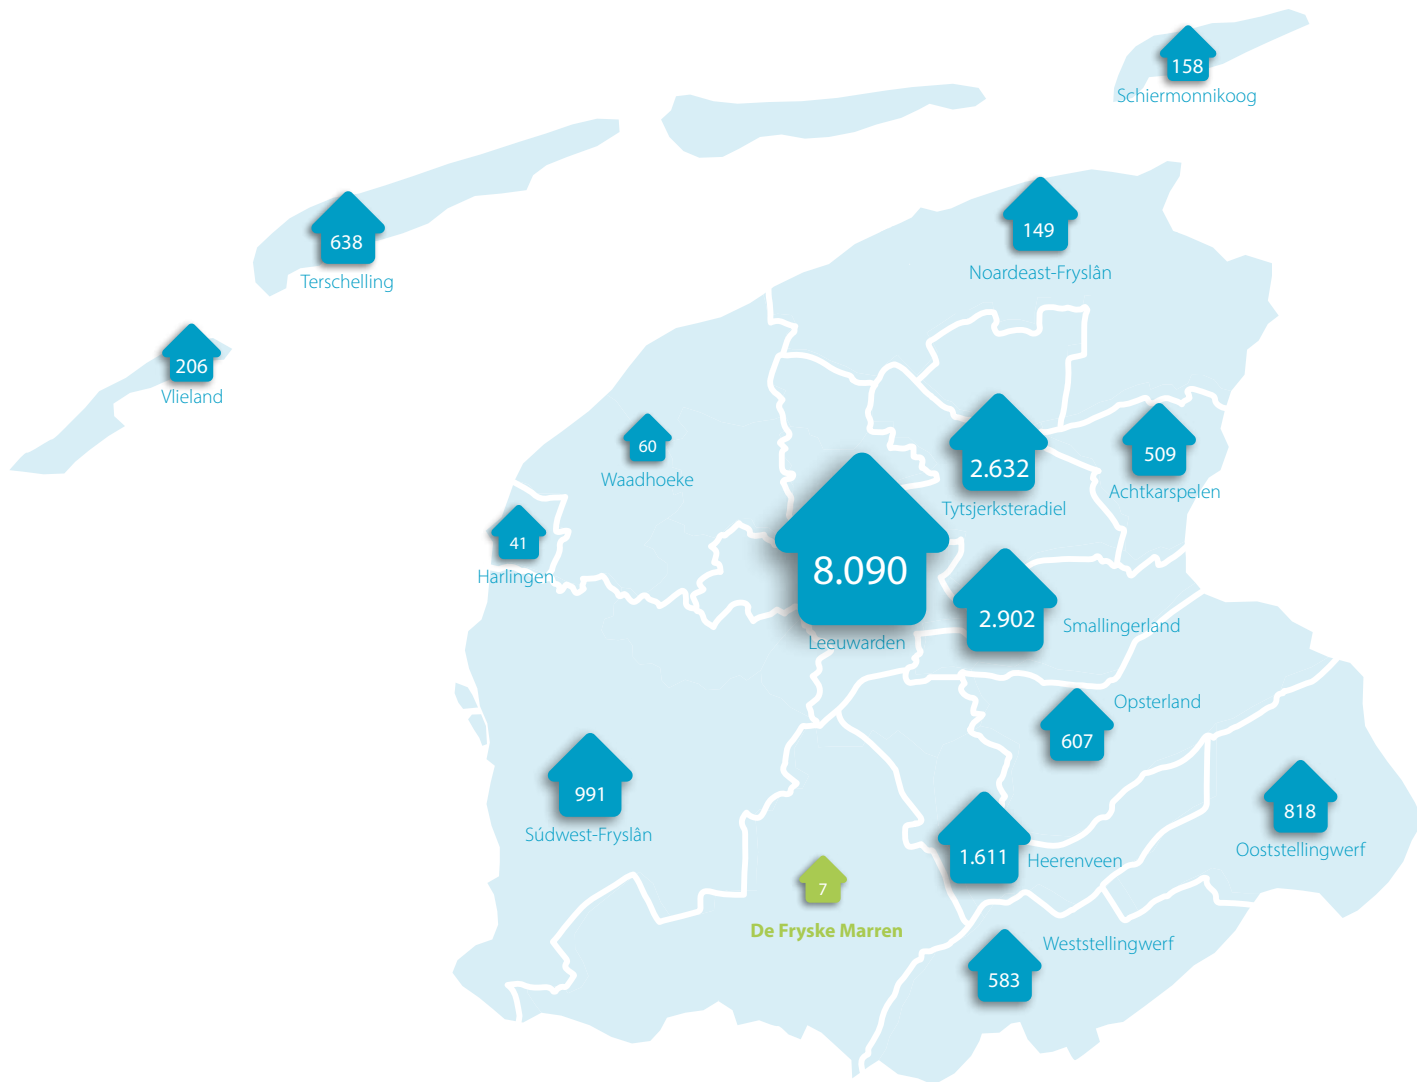 158
Schiermonnikoog
638
Terschelling
149
Noardeast-Fryslân
206
Vlieland
60
Waadhoeke
2.632
Tytsjerksteradiel
509
Achtkarspelen
41
Harlingen
8.090
Leeuwarden
2.902
Smallingerland
Opsterland
607
991
Súdwest-Fryslân
818
Ooststellingwerf
1.611
Heerenveen
7
De Fryske Marren
Weststellingwerf
583